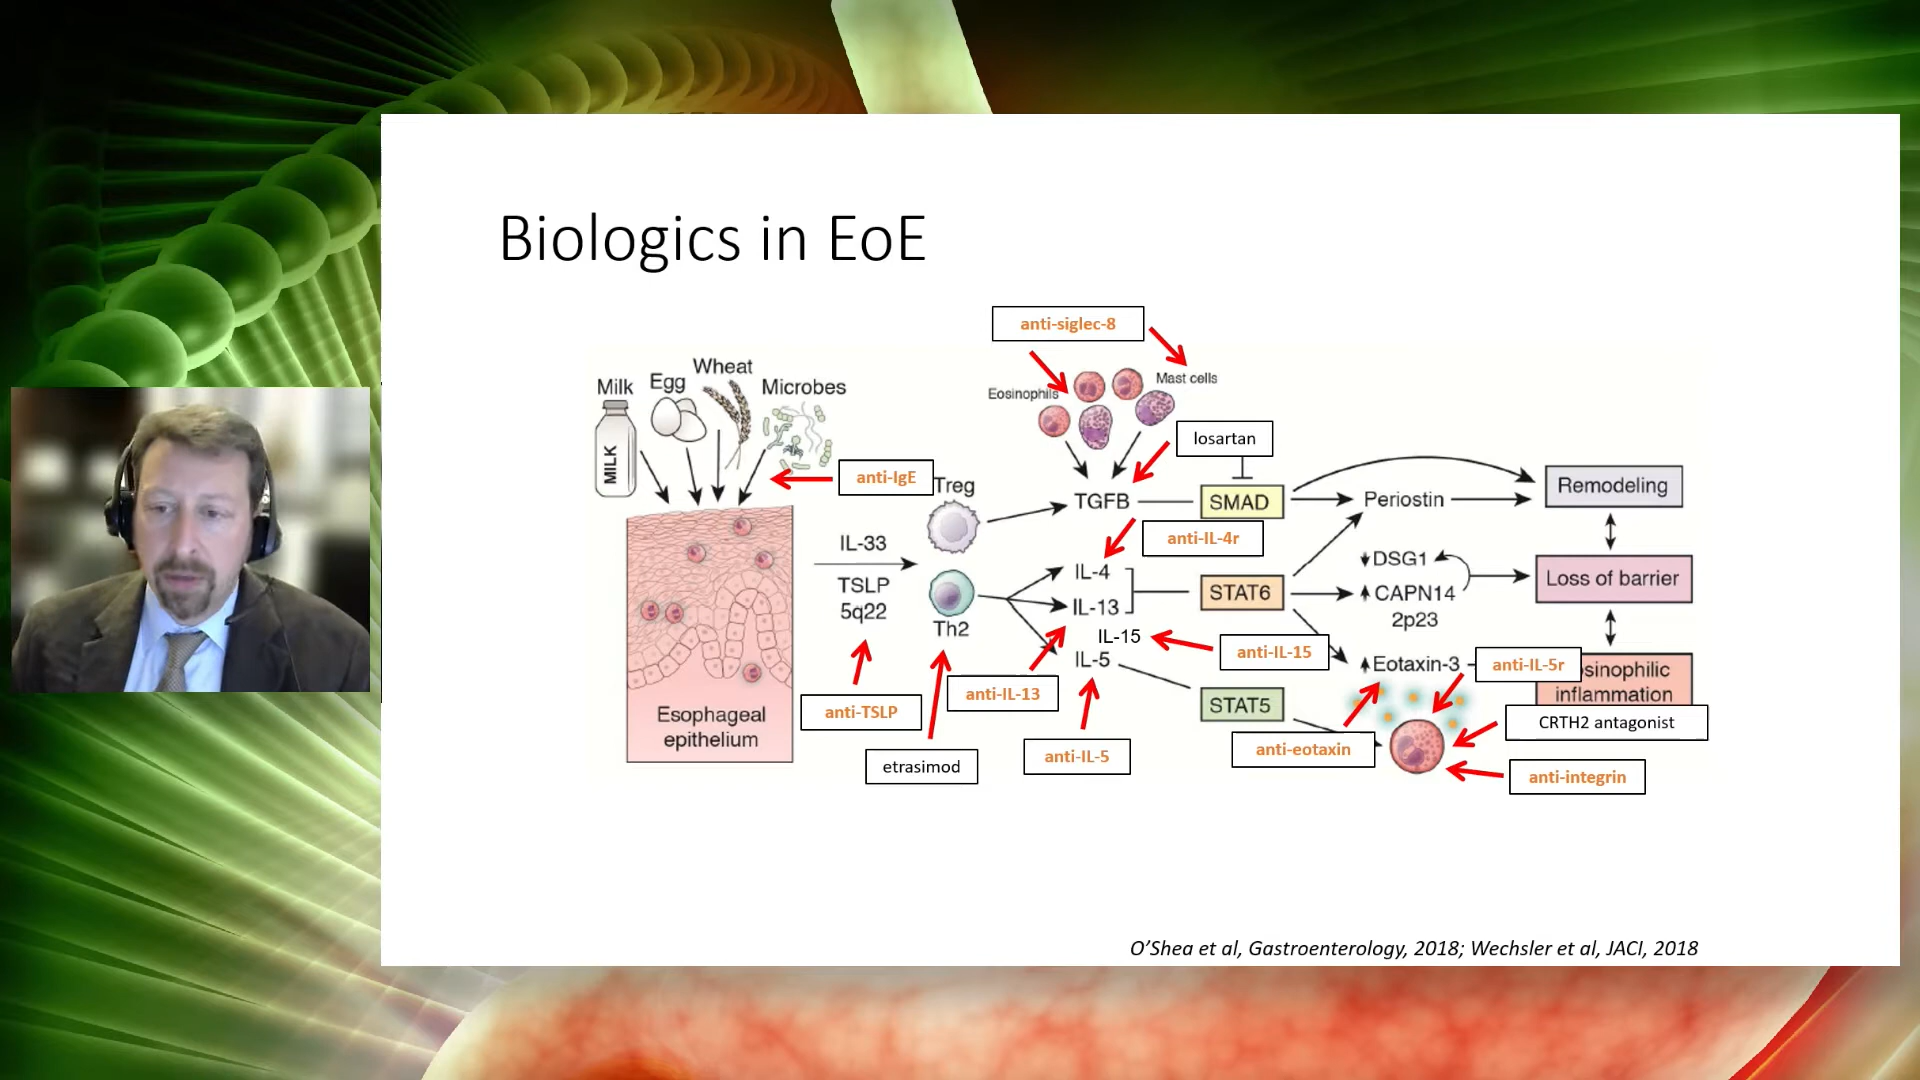 Biologics in EoE
anti-siglec-8
Eosinophils
Mast cells
Milk
Egg
Wheat
Microbes
MILK
anti-IgE
Treg
losartan
TGFB
SMAD
Periostin
Remodeling
anti-IL-4r
IL-33
TSLP
5q22
Th2
IL-4
IL-13
IL-15
IL-5
STAT6
DSG1
CAPN14
2p23
Loss of barrier
anti-IL-15
Eotaxin-3
anti-IL-5r
sinophilic
inflammation
anti-TSLP
anti-IL-13
STAT5
CRTH2 antagonist
Esophageal
epithelium
etrasimod
anti-IL-5
anti-eotaxin
anti-integrin
O'Shea et al, Gastroenterology, 2018; Wechsler et al, JACI, 2018